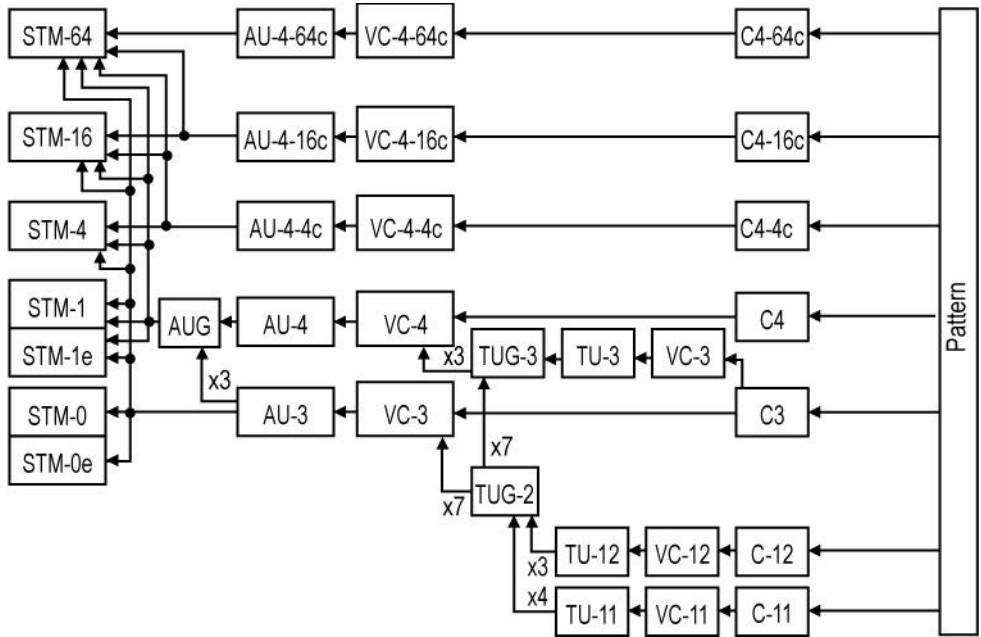 STM-64 AU-4-64c VC-4-64c C4-64c
STM-16 AU-4-16c VC-4-16c C4-16c
STM-4 AU-4-4c VC-4-4c C4-4c
STM-1 AUG AU-4 VC-4 C4
STM-1e x3 TUG-3 TU-3 VC-3
x3
STM-0 AU-3 VC-3 C3
STM-0e x7
x7 TUG-2
TU-12 VC-12 C-12
x3
x4
TU-11 VC-11 C-11
Pattern